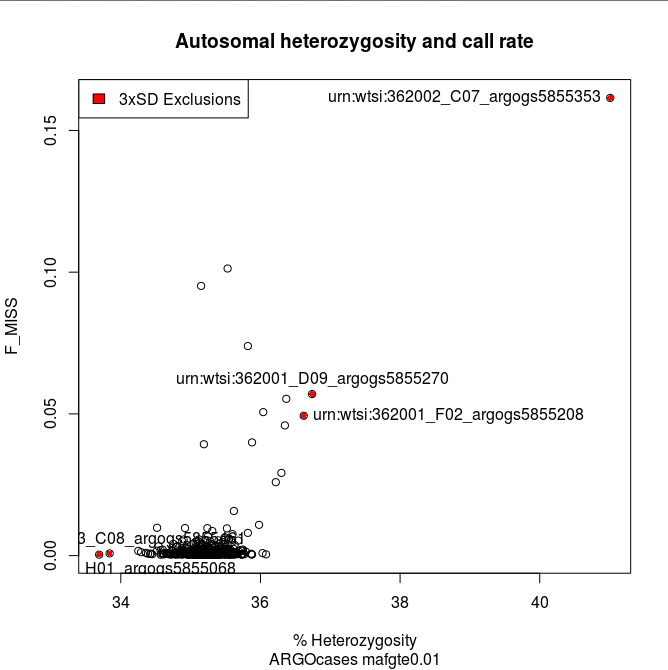 Autosomal heterozygosity and call rate
3xSD Exclusions
urn:wtsi:362002_C07_argogs5855353
0.15
0.10
F_MISS
urn:wtsi:362001_D09_argogs5855270
0.05
urn:wtsi:362001_F02_argogs5855208
3_C08_argogs
0.00
H01_argogs5855068
34 36 38 40
% Heterozygosity
ARGOcases mafgte0.01